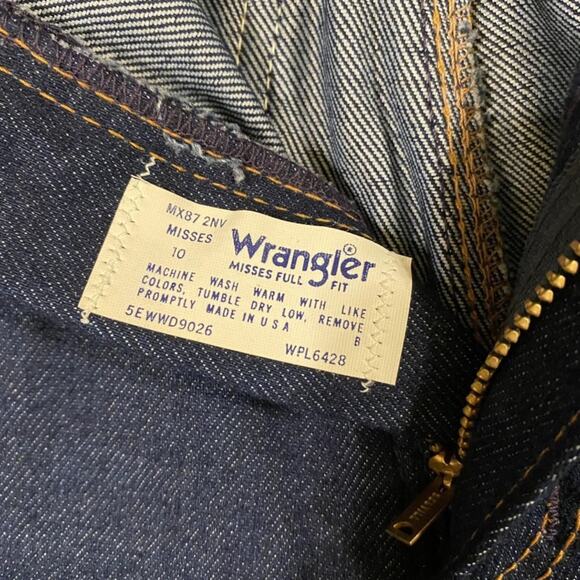 MXB7 2NV
MISSES
10
Wrangler®
MISSES FULL FIT
MACHINE WASH WARM WITH LIKE
COLORS, TUMBLE DRY LOW, REMOVE
PROMPTLY MADE IN U S A B
5EWWD9026 WPL6428